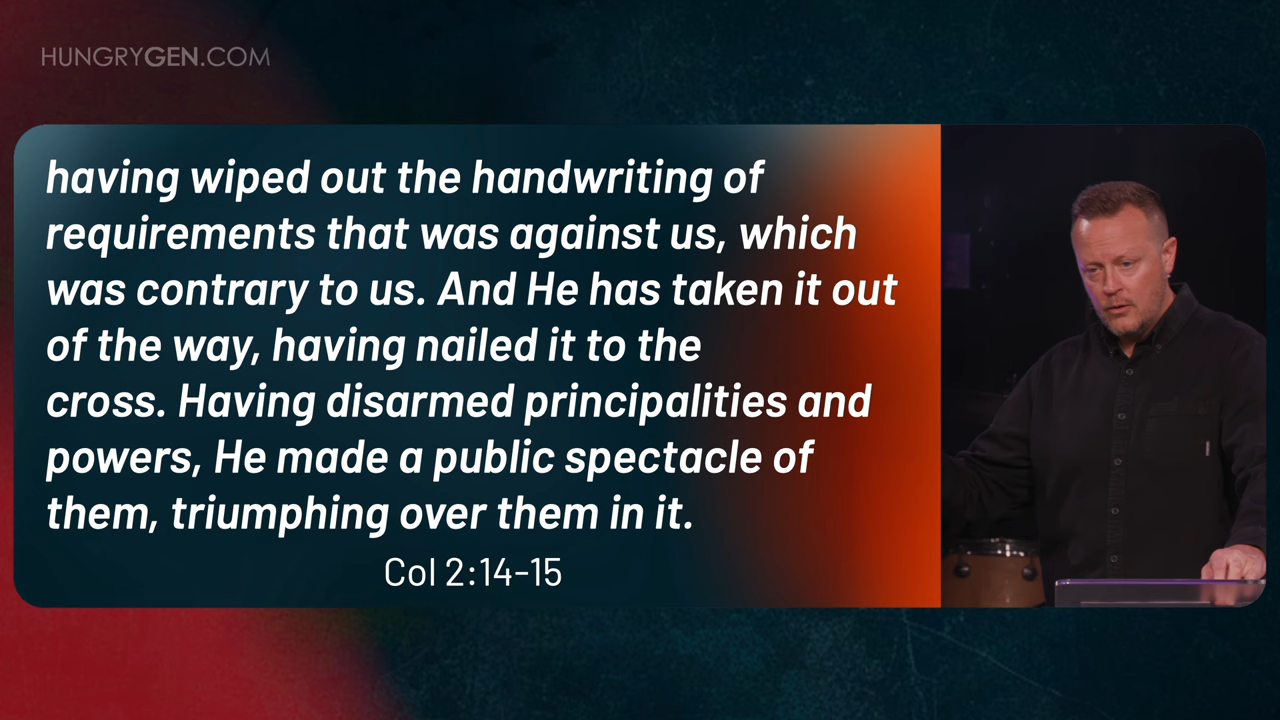 HUNGRYGEN.COM
having wiped out the handwriting of
requirements that was against us, which
was contrary to us. And He has taken it out
of the way, having nailed it to the
cross. Having disarmed principalities and
powers, He made a public spectacle of
them, triumphing over them in it.
Col 2:14-15